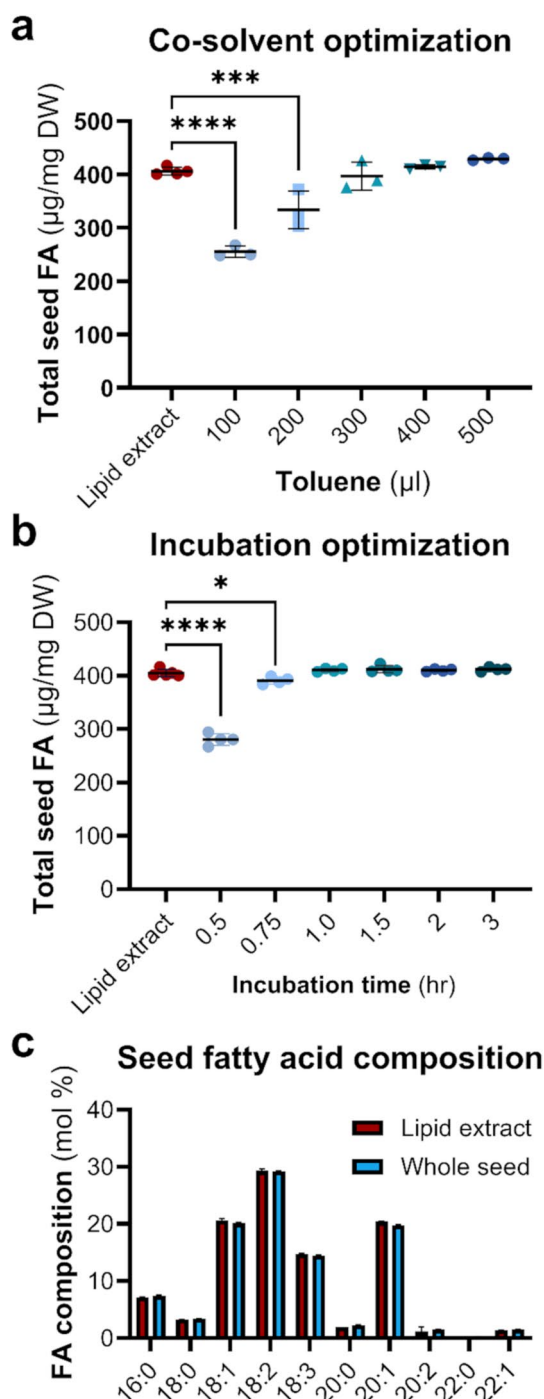 a
Co-solvent optimization
***
****
500
400
300
200
100
0
Total seed FA (µg/mg DW)
Lipid extract
100
200
300
400
500
Toluene (µl)
b
Incubation optimization
*
****
500
400
300
200
100
0
Total seed FA (µg/mg DW)
Lipid extract
0.5
0.75
1.0
1.5
2
3
Incubation time (hr)
c
Seed fatty acid composition
40
30
20
10
0
FA composition (mol %)
Lipid extract
Whole seed
16:0
18:0
18:1
18:2
18:3
20:0
20:1
20:2
22:0
22:1